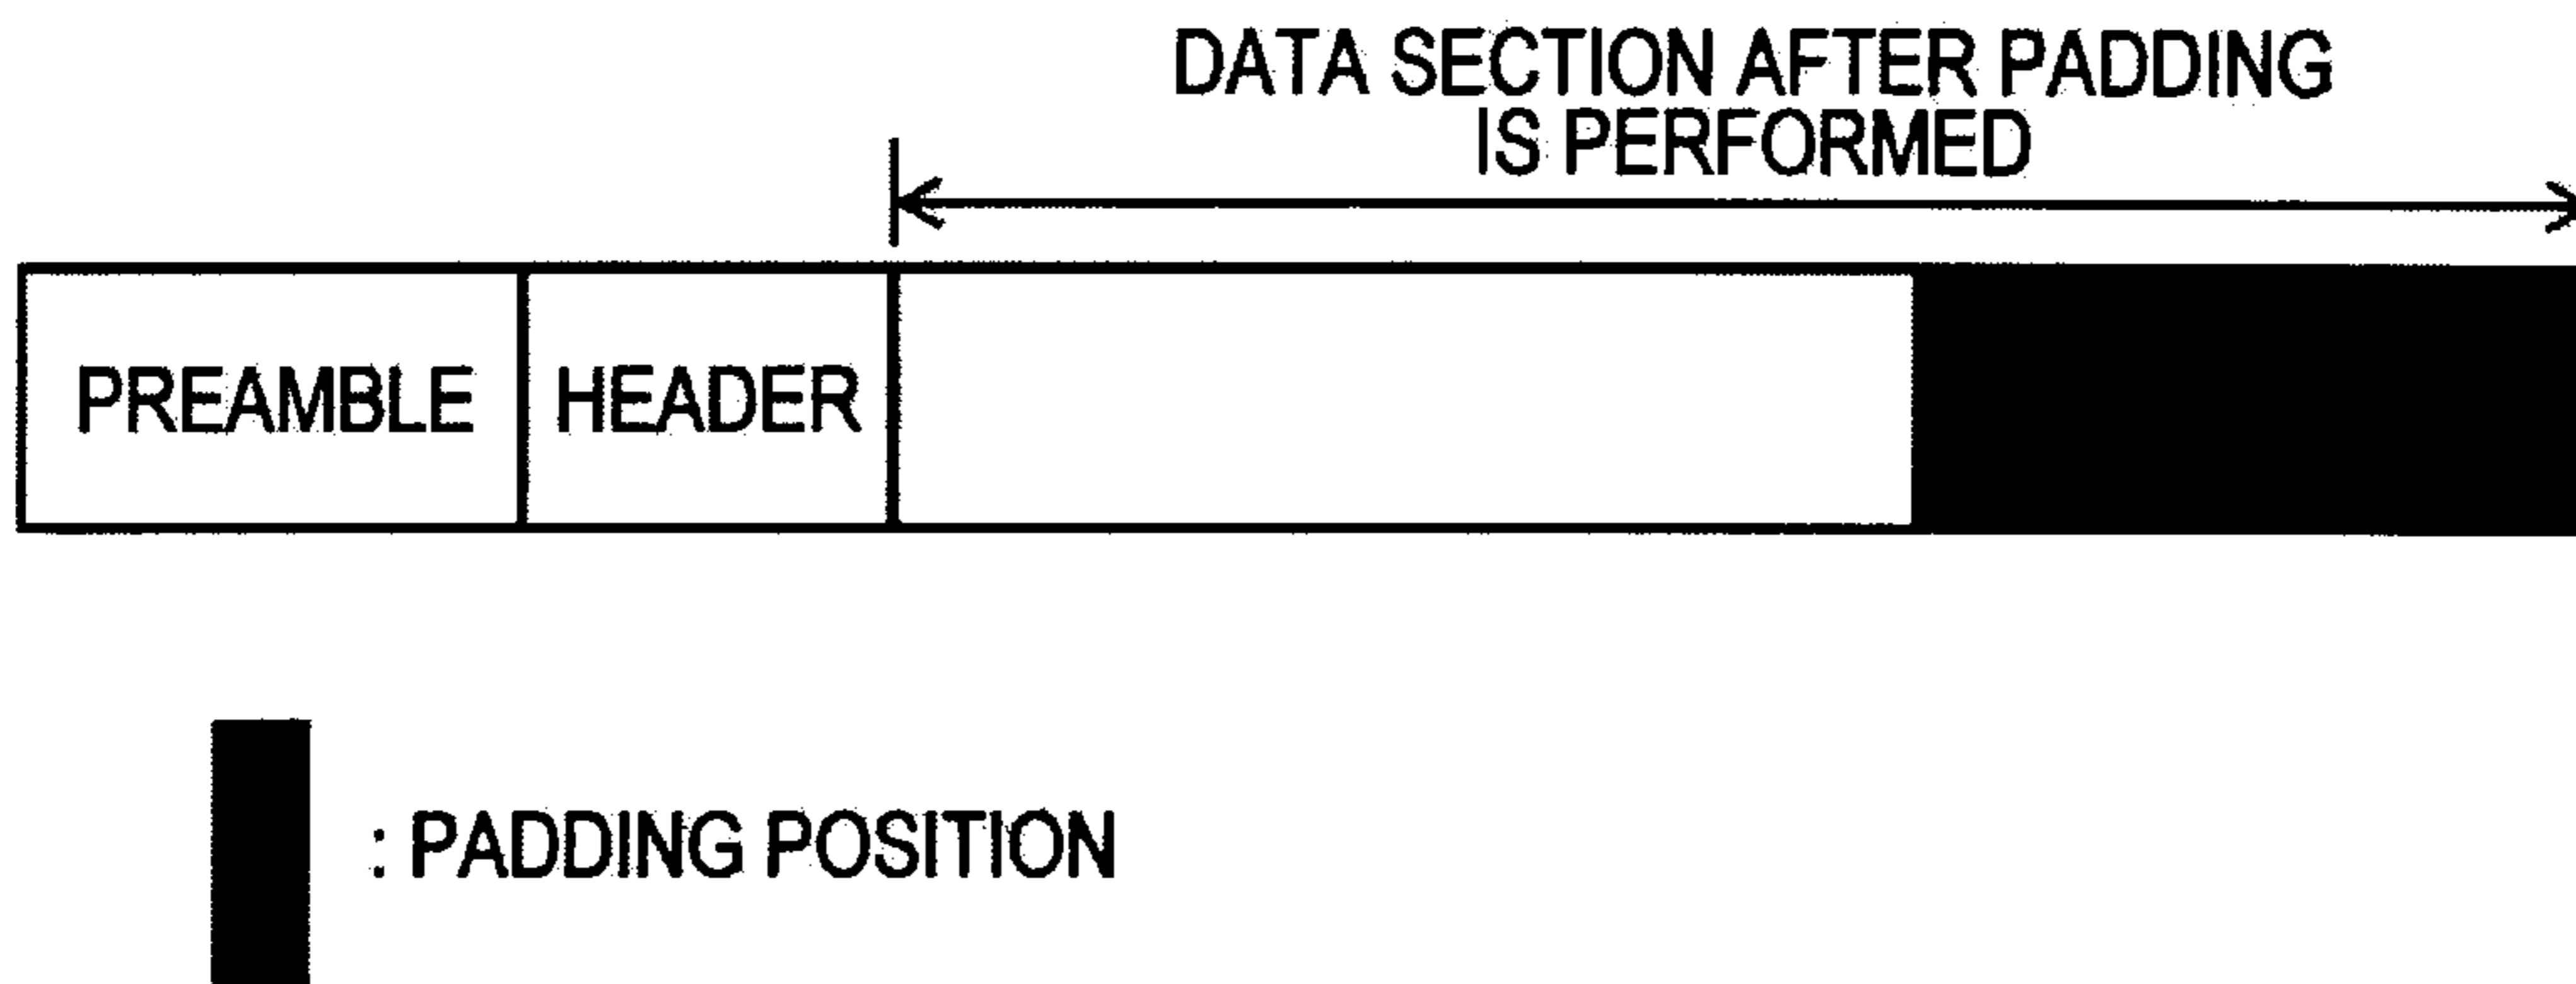 DATA SECTION AFTER PADDING
IS PERFORMED
PREAMBLE HEADER
: PADDING POSITION